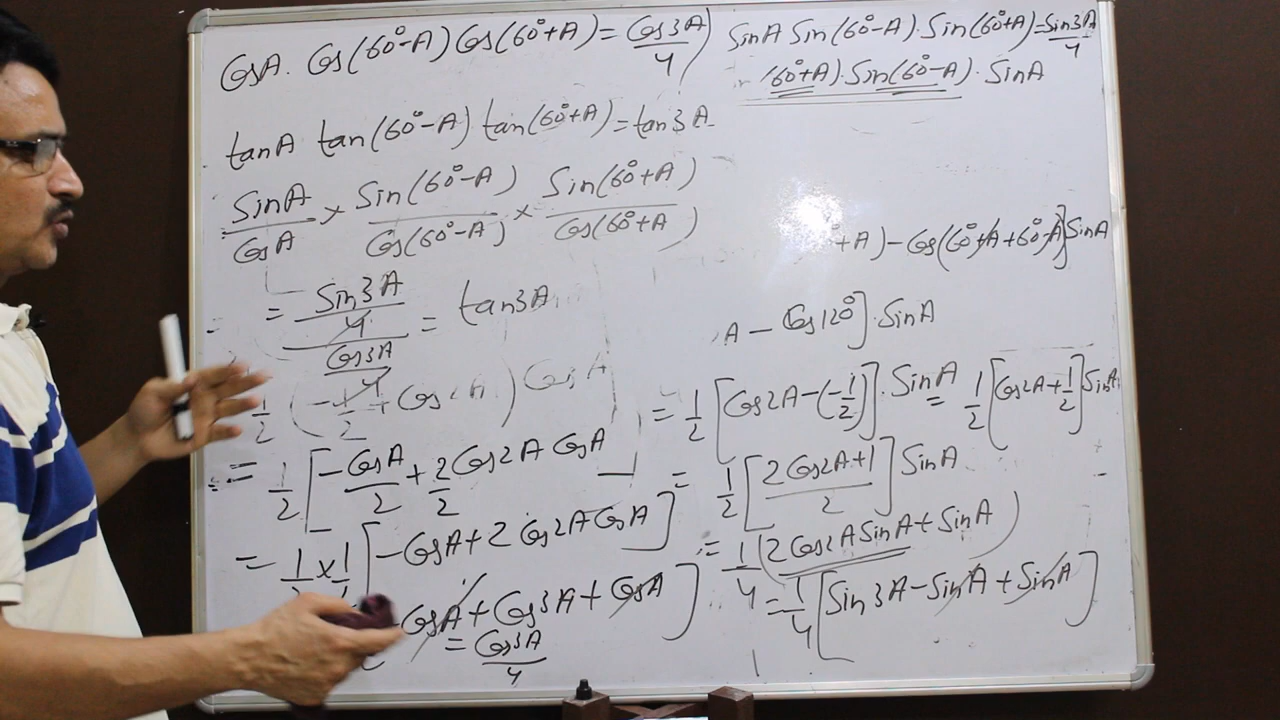 CosA. Cos(60°-A) Cos(60°+A) = Cos3A/4
tanA tan(60°-A) tan(60°+A) = tan3A
SinA/CosA × Sin(60°-A)/Cos(60°-A) × Sin(60°+A)/Cos(60°+A)
= = (Sin3A/4)/(Cos3A/4) = tan3A
1/2 (-1/2 + Cos2A) CosA
= 1/2 [-CosA/2 + 2/2 Cos2A CosA
= 1/2 × 1/2 [-CosA + 2 Cos2A CosA]
CosA + Cos3A + CosA]
= Cos3A/4
SinA Sin(60°-A). Sin(60°+A) = Sin3A/4
(60°+A). Sin(60°-A). SinA
°+A) - Cos(60°+A+60°-A] SinA
A - Cos120°]. SinA
= 1/2 [Cos2A - (-1/2)]. SinA 1/2 [Cos2A + 1/2] SinA
= 1/2 [2Cos2A+1/2] SinA
= 1/4 (2Cos2A SinA + SinA)
= 1/4 [Sin3A - SinA + SinA]